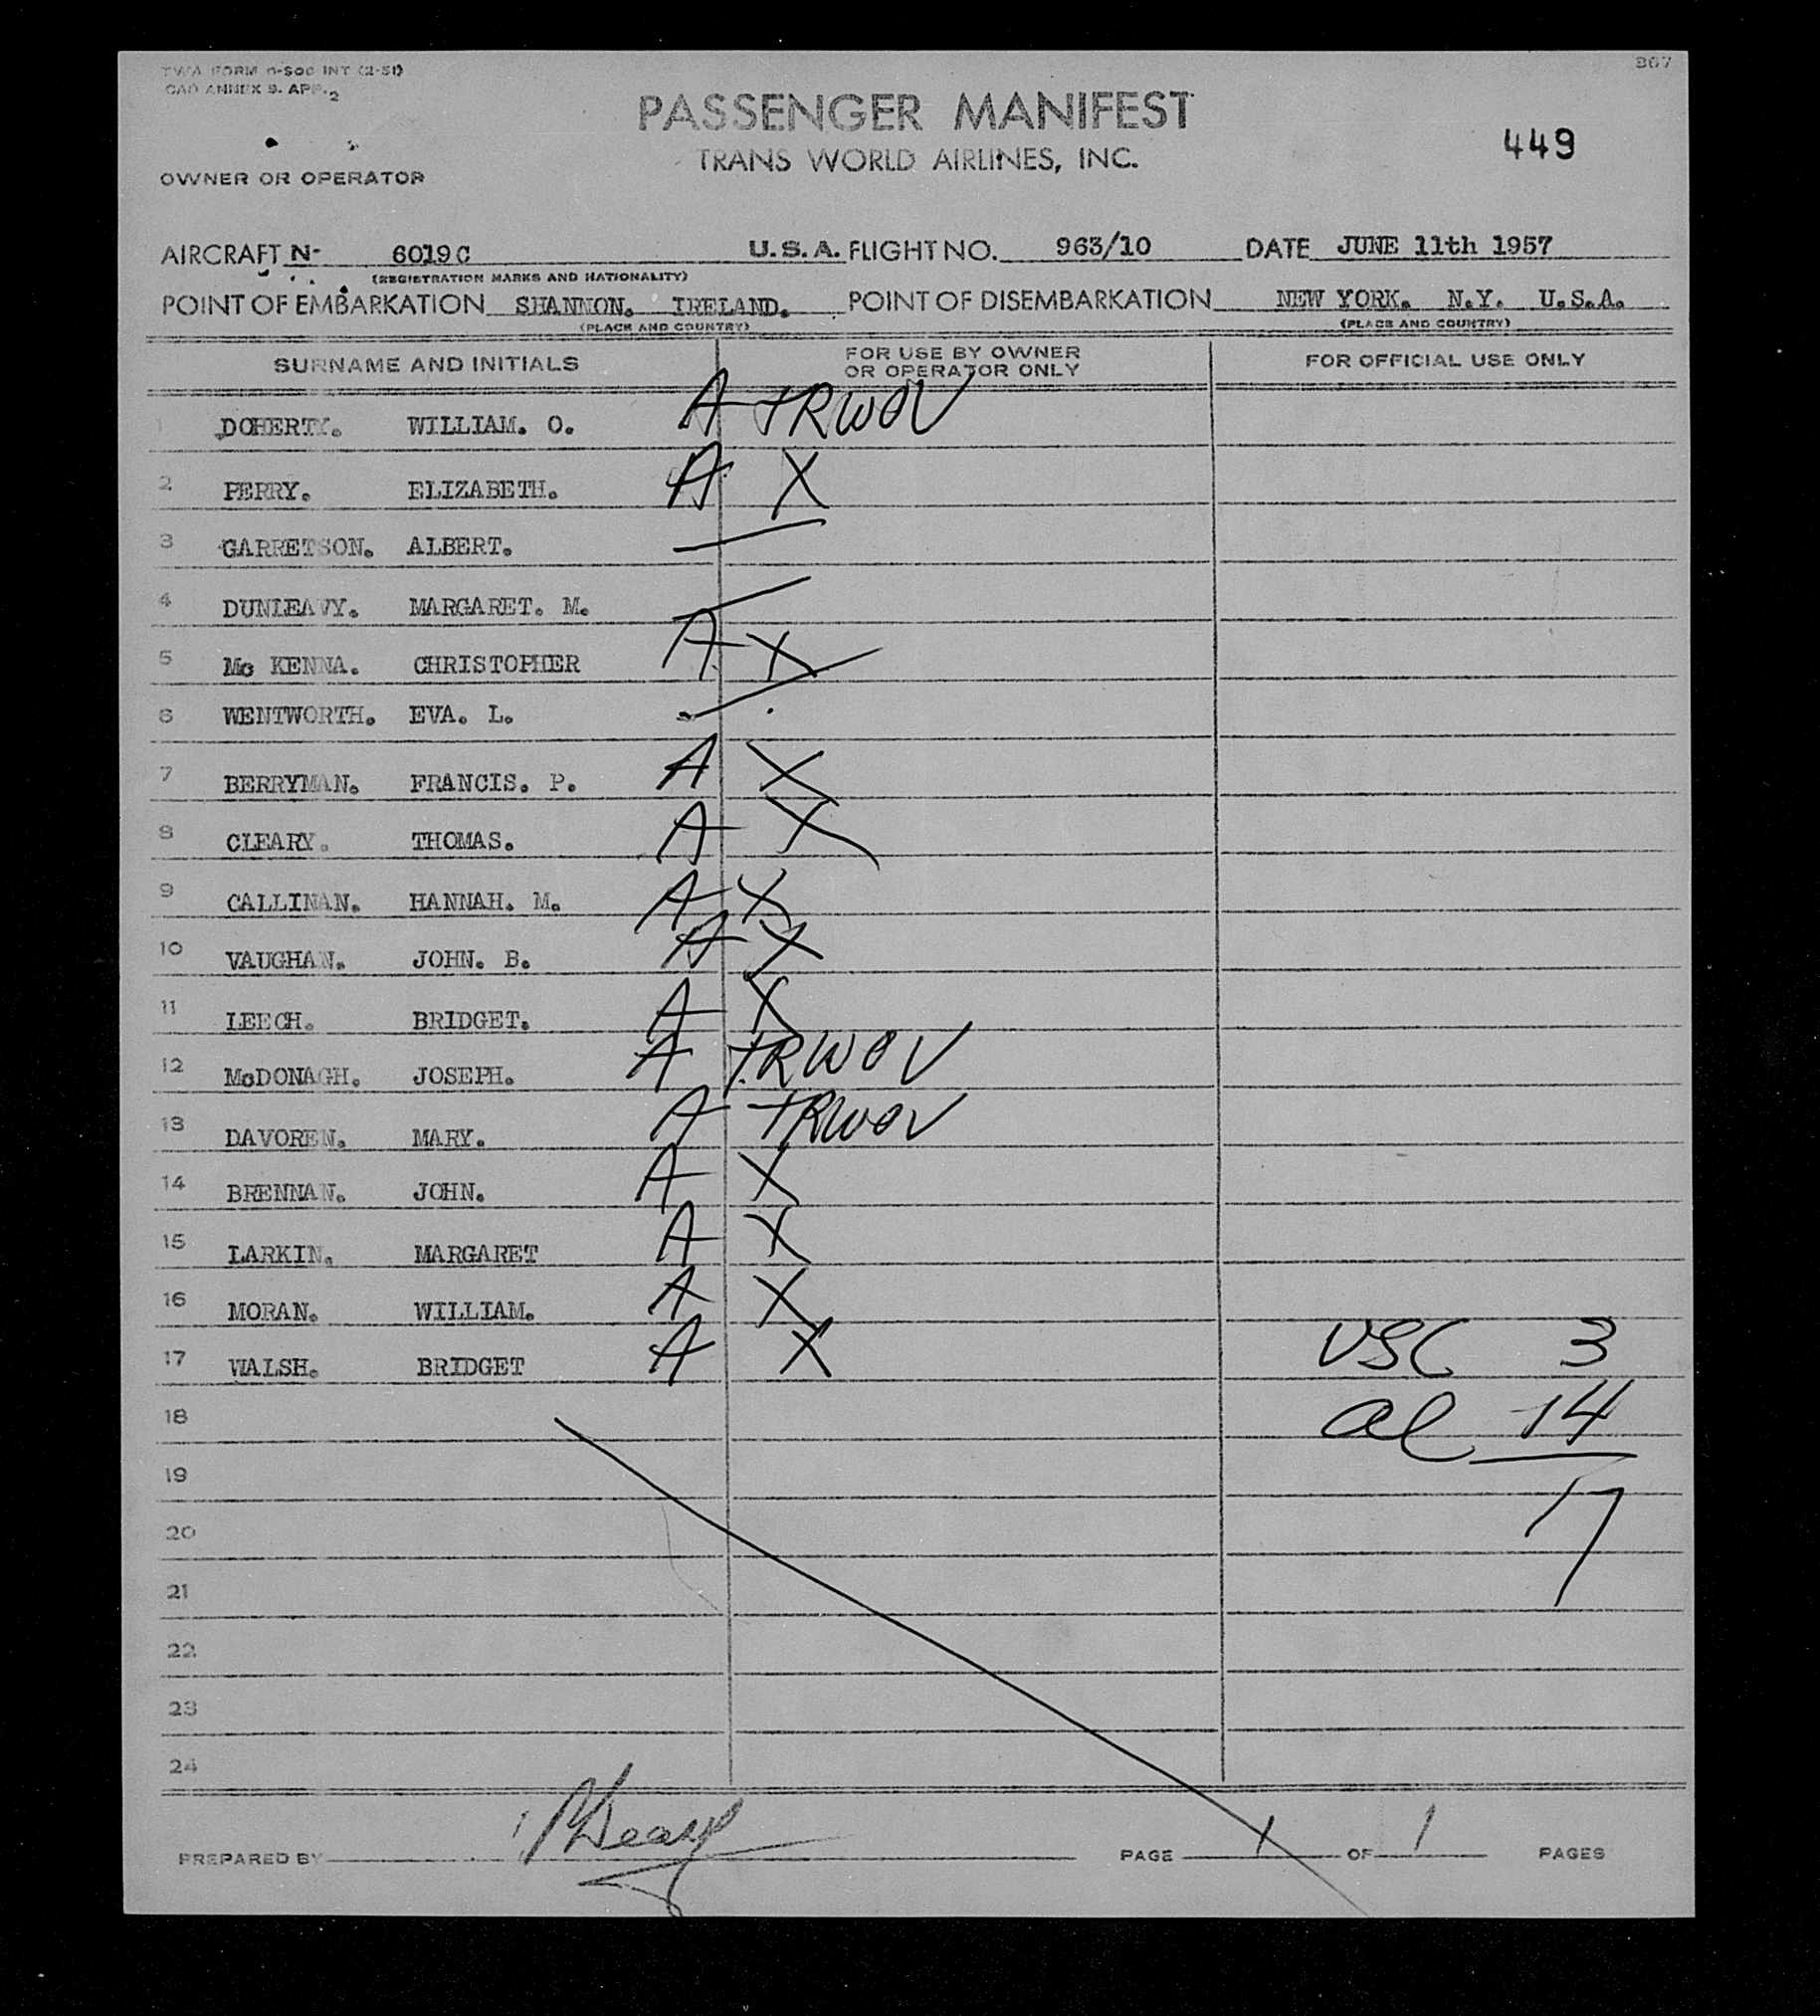 TWA FORM INT (2-51)
CAO ANNEX 9. APP. 2
367
PASSENGER MANIFEST
TRANS WORLD AIRLINES, INC.
449
OWNER OR OPERATOR
AIRCRAFT N- 6019C U.S.A. FLIGHT NO. 963/10 DATE JUNE 11th 1957
(REGISTRATION MARKS AND NATIONALITY)
POINT OF EMBARKATION SHANNON. IRELAND. POINT OF DISEMBARKATION NEW YORK. N.Y. U.S.A.
(PLACE AND COUNTRY) (PLACE AND COUNTRY)
SURNAME AND INITIALS FOR USE BY OWNER OR OPERATOR ONLY FOR OFFICIAL USE ONLY
1 DOHERTY. WILLIAM. O. A TRWOV
2 PERRY. ELIZABETH. A X
3 GARRETSON. ALBERT.
4 DUNLEAVY. MARGARET. M.
5 Mc KENNA. CHRISTOPHER A X
6 WENTWORTH. EVA. L.
7 BERRYMAN. FRANCIS. P. A X
8 CLEARY. THOMAS. A X
9 CALLINAN. HANNAH. M. A X
10 VAUGHAN. JOHN. B. A X
11 LEECH. BRIDGET. A X
12 McDONAGH. JOSEPH. A TRWOV
13 DAVOREN. MARY. A TRWOV
14 BRENNAN. JOHN. A X
15 LARKIN. MARGARET A X
16 MORAN. WILLIAM. A X
17 WALSH. BRIDGET A X USC 3
18 al 14
19
20 17
21
22
23
24
PREPARED BY PAGE 1 OF 1 PAGES